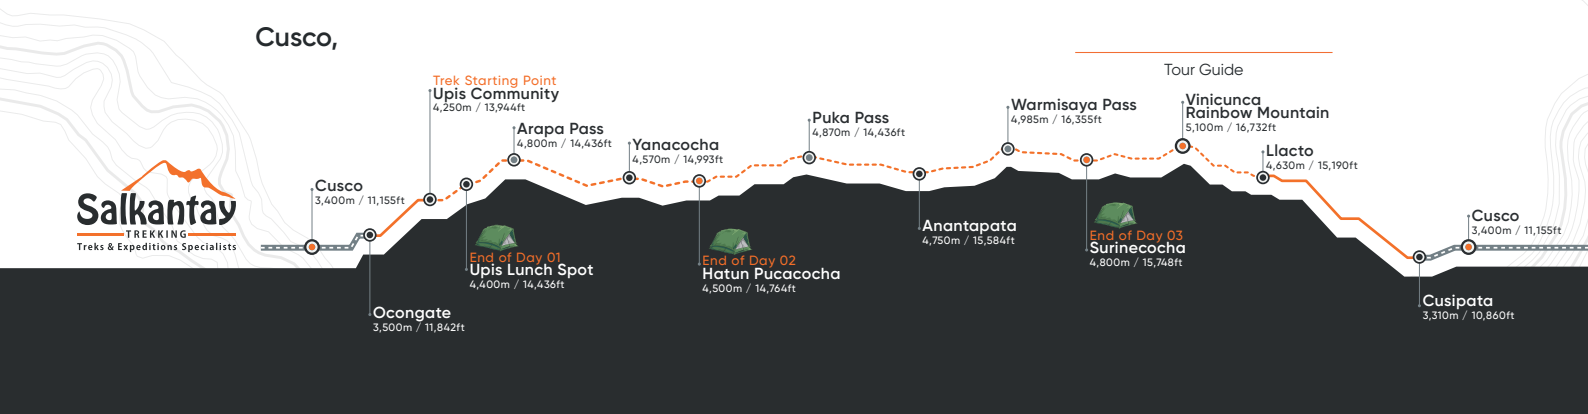 Cusco,
Tour Guide
Salkantay
TREKKING
Treks & Expeditions Specialists
Cusco
3,400m / 11,155ft
Ocongate
3,500m / 11,842ft
Trek Starting Point
Upis Community
4,250m / 13,944ft
End of Day 01
Upis Lunch Spot
4,400m / 14,436ft
Arapa Pass
4,800m / 14,436ft
Yanacocha
4,570m / 14,993ft
End of Day 02
Hatun Pucacocha
4,500m / 14,764ft
Puka Pass
4,870m / 14,436ft
Anantapata
4,750m / 15,584ft
Warmisaya Pass
4,985m / 16,355ft
End of Day 03
Surinecocha
4,800m / 15,748ft
Vinicunca
Rainbow Mountain
5,100m / 16,732ft
Llacto
4,630m / 15,190ft
Cusipata
3,310m / 10,860ft
Cusco
3,400m / 11,155ft